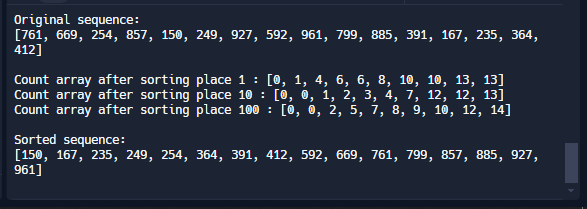 Original sequence:
[761, 669, 254, 857, 150, 249, 927, 592, 961, 799, 885, 391, 167, 235, 364,
412]
Count array after sorting place 1 : [0, 1, 4, 6, 6, 8, 10, 10, 13, 13]
Count array after sorting place 10 : [0, 0, 1, 2, 3, 4, 7, 12, 12, 13]
Count array after sorting place 100 : [0, 0, 2, 5, 7, 8, 9, 10, 12, 14]
Sorted sequence:
[150, 167, 235, 249, 254, 364, 391, 412, 592, 669, 761, 799, 857, 885, 927,
961]